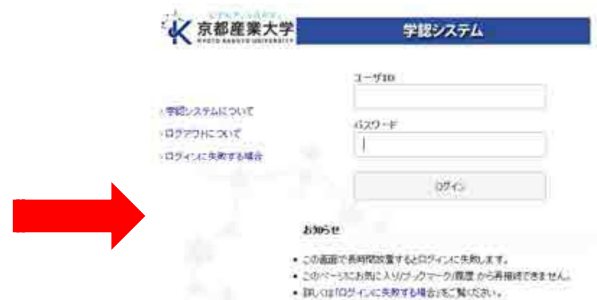 京都産業大学
KYOTO SANGYO UNIVERSITY
学認システム
ユーザID
パスワード
ログイン
学認システムについて
ログアウトについて
ログインに失敗する場合
お知らせ
この画面で長時間放置するとログインに失敗します。
このページにお気に入り/ブックマーク/履歴 から再接続できません。
詳しくは「ログインに失敗する場合」をご覧ください。